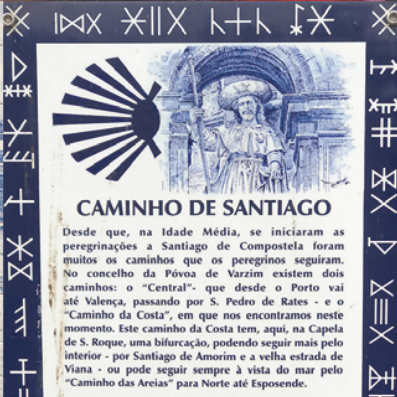 CAMINHO DE SANTIAGO
Desde que, na Idade Média, se iniciaram as
peregrinações a Santiago de Compostela foram
muitos os caminhos que os peregrinos seguiram.
No concelho da Póvoa de Varzim existem dois
caminhos: o "Central"- que desde o Porto vai
até Valença, passando por S. Pedro de Rates - e o
"Caminho da Costa", em que nos encontramos neste
momento. Este caminho da Costa tem, aqui, na Capela
de S. Roque, uma bifurcação, podendo seguir mais pelo
interior - por Santiago de Amorim e a velha estrada de
Viana - ou pode seguir sempre à vista do mar pelo
"Caminho das Areias" para Norte até Esposende.